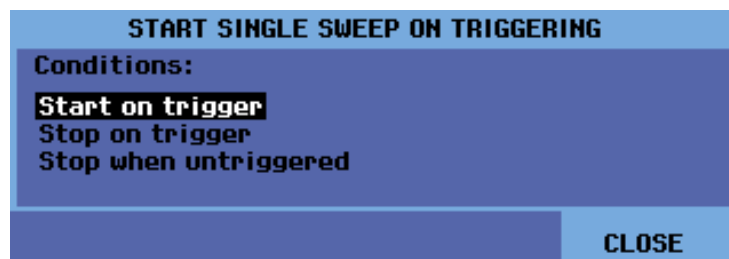 START SINGLE SWEEP ON TRIGGERING
Conditions:
Start on trigger
Stop on trigger
Stop when untriggered
CLOSE